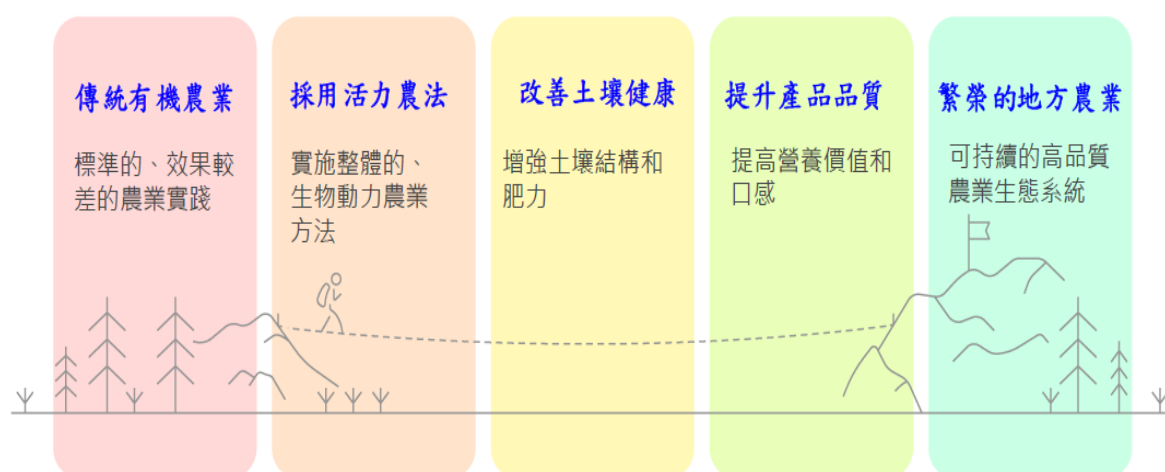 傳統有機農業
標準的、效果較
差的農業實踐
採用活力農法
實施整體的、
生物動力農業
方法
改善土壤健康
增強土壤結構和
肥力
提升產品品質
提高營養價值和
口感
繁榮的地方農業
可持續的高品質
農業生態系統